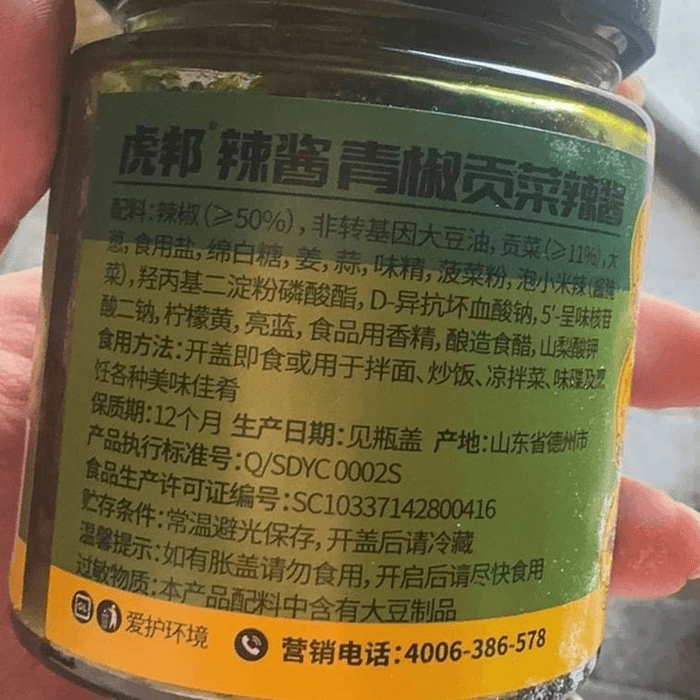 虎邦® 辣酱 青椒贡菜辣酱
配料:辣椒(≥50%),非转基因大豆油,贡菜(≥11%),大
葱,食用盐,绵白糖,姜,蒜,味精,菠菜粉,泡小米辣(酱腌
菜),羟丙基二淀粉磷酸酯,D-异抗坏血酸钠,5′-呈味核苷
酸二钠,柠檬黄,亮蓝,食品用香精,酿造食醋,山梨酸钾
食用方法:开盖即食或用于拌面、炒饭、凉拌菜、味碟及烹
饪各种美味佳肴
保质期:12个月 生产日期:见瓶盖 产地:山东省德州市
产品执行标准号:Q/SDYC 0002S
食品生产许可证编号:SC10337142800416
贮存条件:常温避光保存,开盖后请冷藏
温馨提示:如有胀盖请勿食用,开启后请尽快食用
过敏物质:本产品配料中含有大豆制品
爱护环境 营销电话:4006-386-578